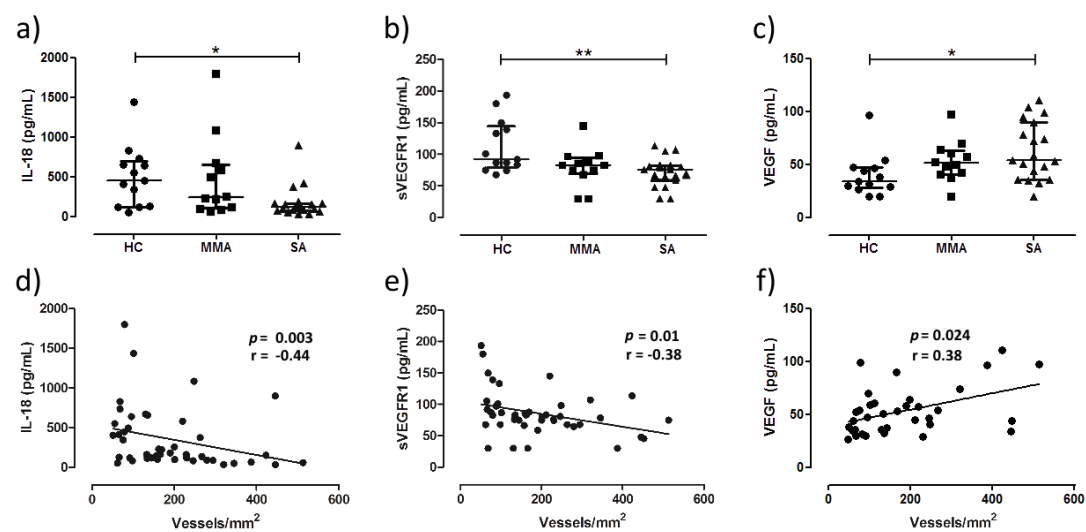 a)
*
IL-18 (pg/mL)
2000
1500
1000
500
0
HC
MMA
SA
b)
**
sVEGFR1 (pg/mL)
250
200
150
100
50
0
HC
MMA
SA
c)
*
VEGF (pg/mL)
150
100
50
0
HC
MMA
SA
d)
IL-18 (pg/mL)
2000
1500
1000
500
0
p = 0.003
r = -0.44
0
200
400
600
Vessels/mm²
e)
sVEGFR1 (pg/mL)
250
200
150
100
50
0
p = 0.01
r = -0.38
0
200
400
600
Vessels/mm²
f)
VEGF (pg/mL)
150
100
50
0
p = 0.024
r = 0.38
0
200
400
600
Vessels/mm²